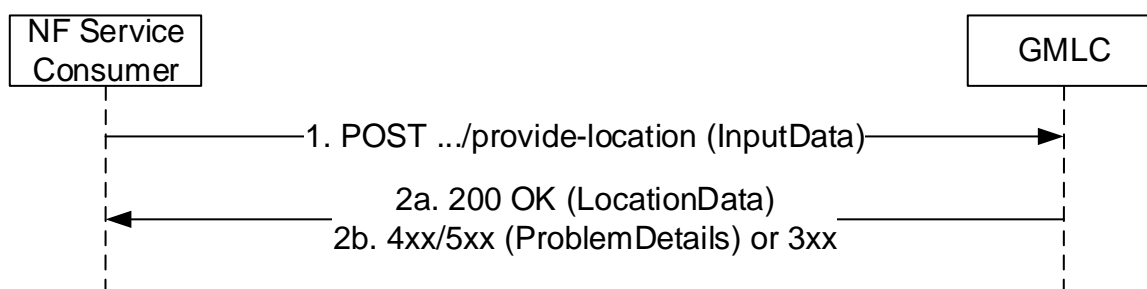 NF Service
Consumer
GMLC
1. POST .../provide-location (InputData)
2a. 200 OK (LocationData)
2b. 4xx/5xx (ProblemDetails) or 3xx